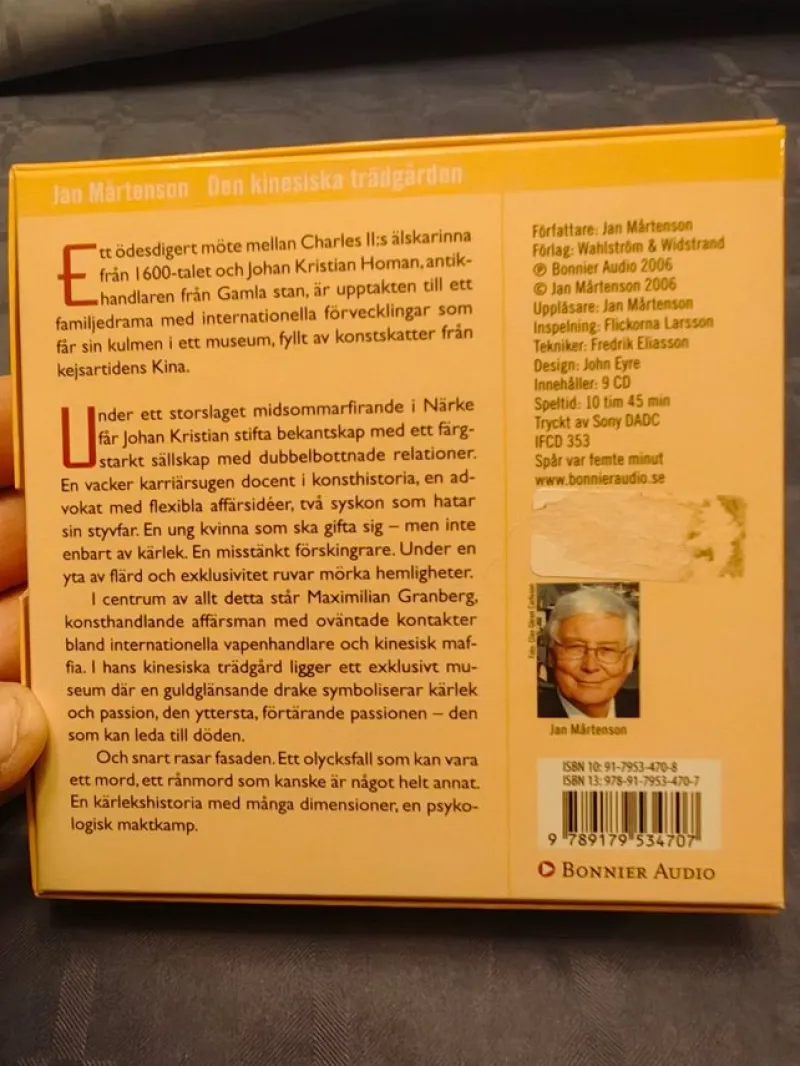 Jan Mårtenson Den kinesiska trädgården
Ett ödesdigert möte mellan Charles II:s älskarinna
från 1600-talet och Johan Kristian Homan, antik-
handlaren från Gamla stan, är upptakten till ett
familjedrama med internationella förvecklingar som
får sin kulmen i ett museum, fyllt av konstskatter från
kejsartidens Kina.
Under ett storslaget midsommarfirande i Närke
får Johan Kristian stifta bekantskap med ett färg-
starkt sällskap med dubbelbottnade relationer.
En vacker karriärsugen docent i konsthistoria, en ad-
vokat med flexibla affärsidéer, två syskon som hatar
sin styvfar. En ung kvinna som ska gifta sig – men inte
enbart av kärlek. En misstänkt förskingrare. Under en
yta av flärd och exklusivitet ruvar mörka hemligheter.
I centrum av allt detta står Maximilian Granberg,
konsthandlande affärsman med oväntade kontakter
bland internationella vapenhandlare och kinesisk maf-
fia. I hans kinesiska trädgård ligger ett exklusivt mu-
seum där en guldglänsande drake symboliserar kärlek
och passion, den yttersta, förtärande passionen – den
som kan leda till döden.
Och snart rasar fasaden. Ett olycksfall som kan vara
ett mord, ett rånmord som kanske är något helt annat.
En kärlekshistoria med många dimensioner, en psyko-
logisk maktkamp.
Författare: Jan Mårtenson
Förlag: Wahlström & Widstrand
℗ Bonnier Audio 2006
© Jan Mårtenson 2006
Uppläsare: Jan Mårtenson
Inspelning: Flickorna Larsson
Tekniker: Fredrik Eliasson
Design: John Eyre
Innehåller: 9 CD
Speltid: 10 tim 45 min
Tryckt av Sony DADC
IFCD 353
Spår var femte minut
www.bonnieraudio.se
Jan Mårtenson
ISBN 10: 91-7953-470-8
ISBN 13: 978-91-7953-470-7
9 789179 534707
BONNIER AUDIO